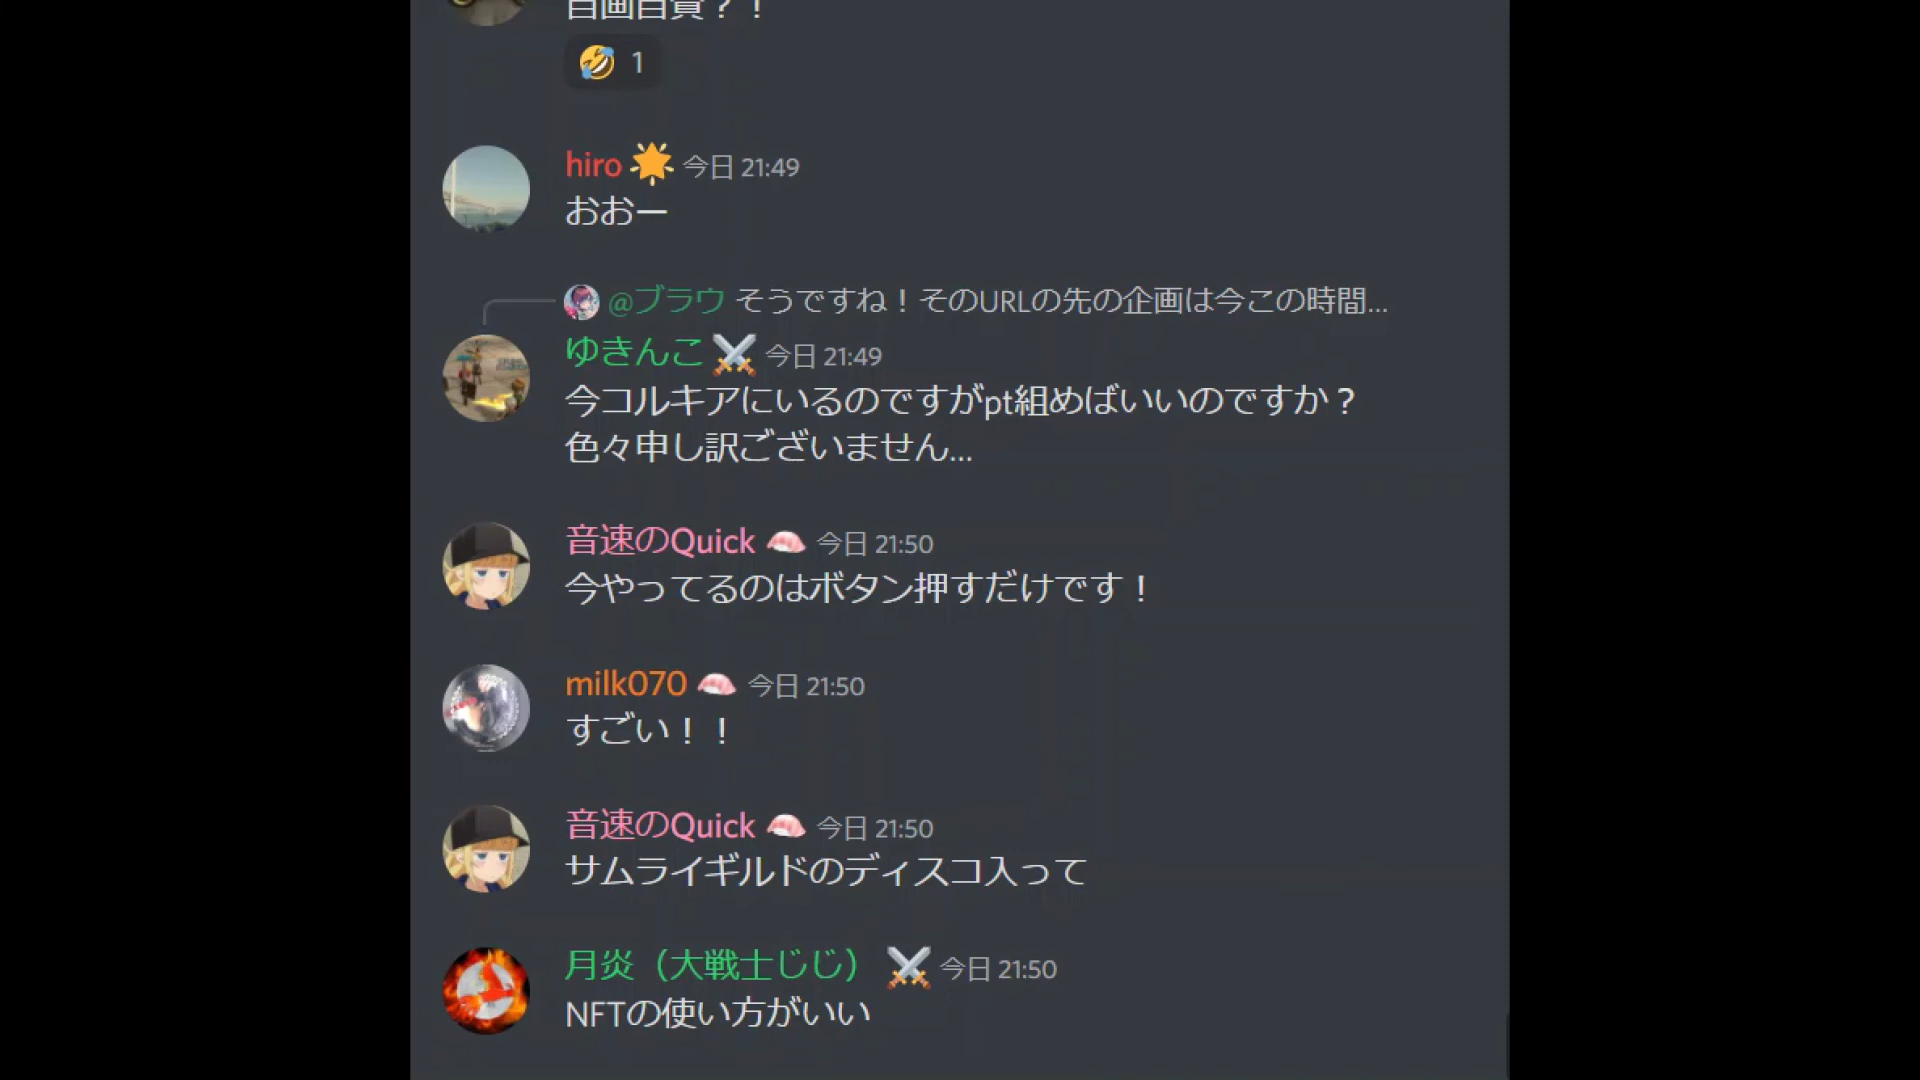 自画自賛？！
🤣 1
hiro 🌟 今日 21:49
おおー
@ブラウ そうですね！そのURLの先の企画は今この時間...
ゆきんこ ⚔️ 今日 21:49
今コルキアにいるのですがpt組めばいいのですか？
色々申し訳ございません...
音速のQuick 🍣 今日 21:50
今やってるのはボタン押すだけです！
milk070 🍣 今日 21:50
すごい！！
音速のQuick 🍣 今日 21:50
サムライギルドのディスコ入って
月炎（大戦士じじ） ⚔️ 今日 21:50
NFTの使い方がいい